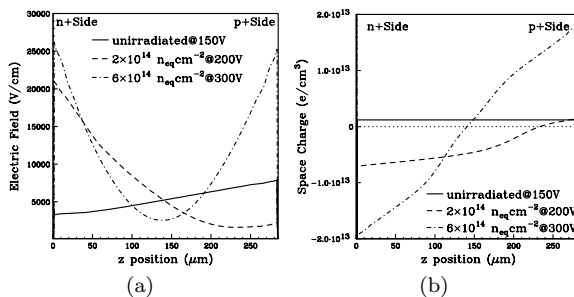 n+Side p+Side
unirradiated@150V
2×10¹⁴ n_eq cm⁻²@200V
6×10¹⁴ n_eq cm⁻²@300V
Electric Field (V/cm)
30000
25000
20000
15000
10000
5000
0 50 100 150 200 250
z position (μm)
(a)
n+Side p+Side
Space Charge (e/cm³)
2.0×10¹³
1.0×10¹³
0
−1.0×10¹³
−2.0×10¹³
unirradiated@150V
2×10¹⁴ n_eq cm⁻²@200V
6×10¹⁴ n_eq cm⁻²@300V
0 50 100 150 200 250
z position (μm)
(b)